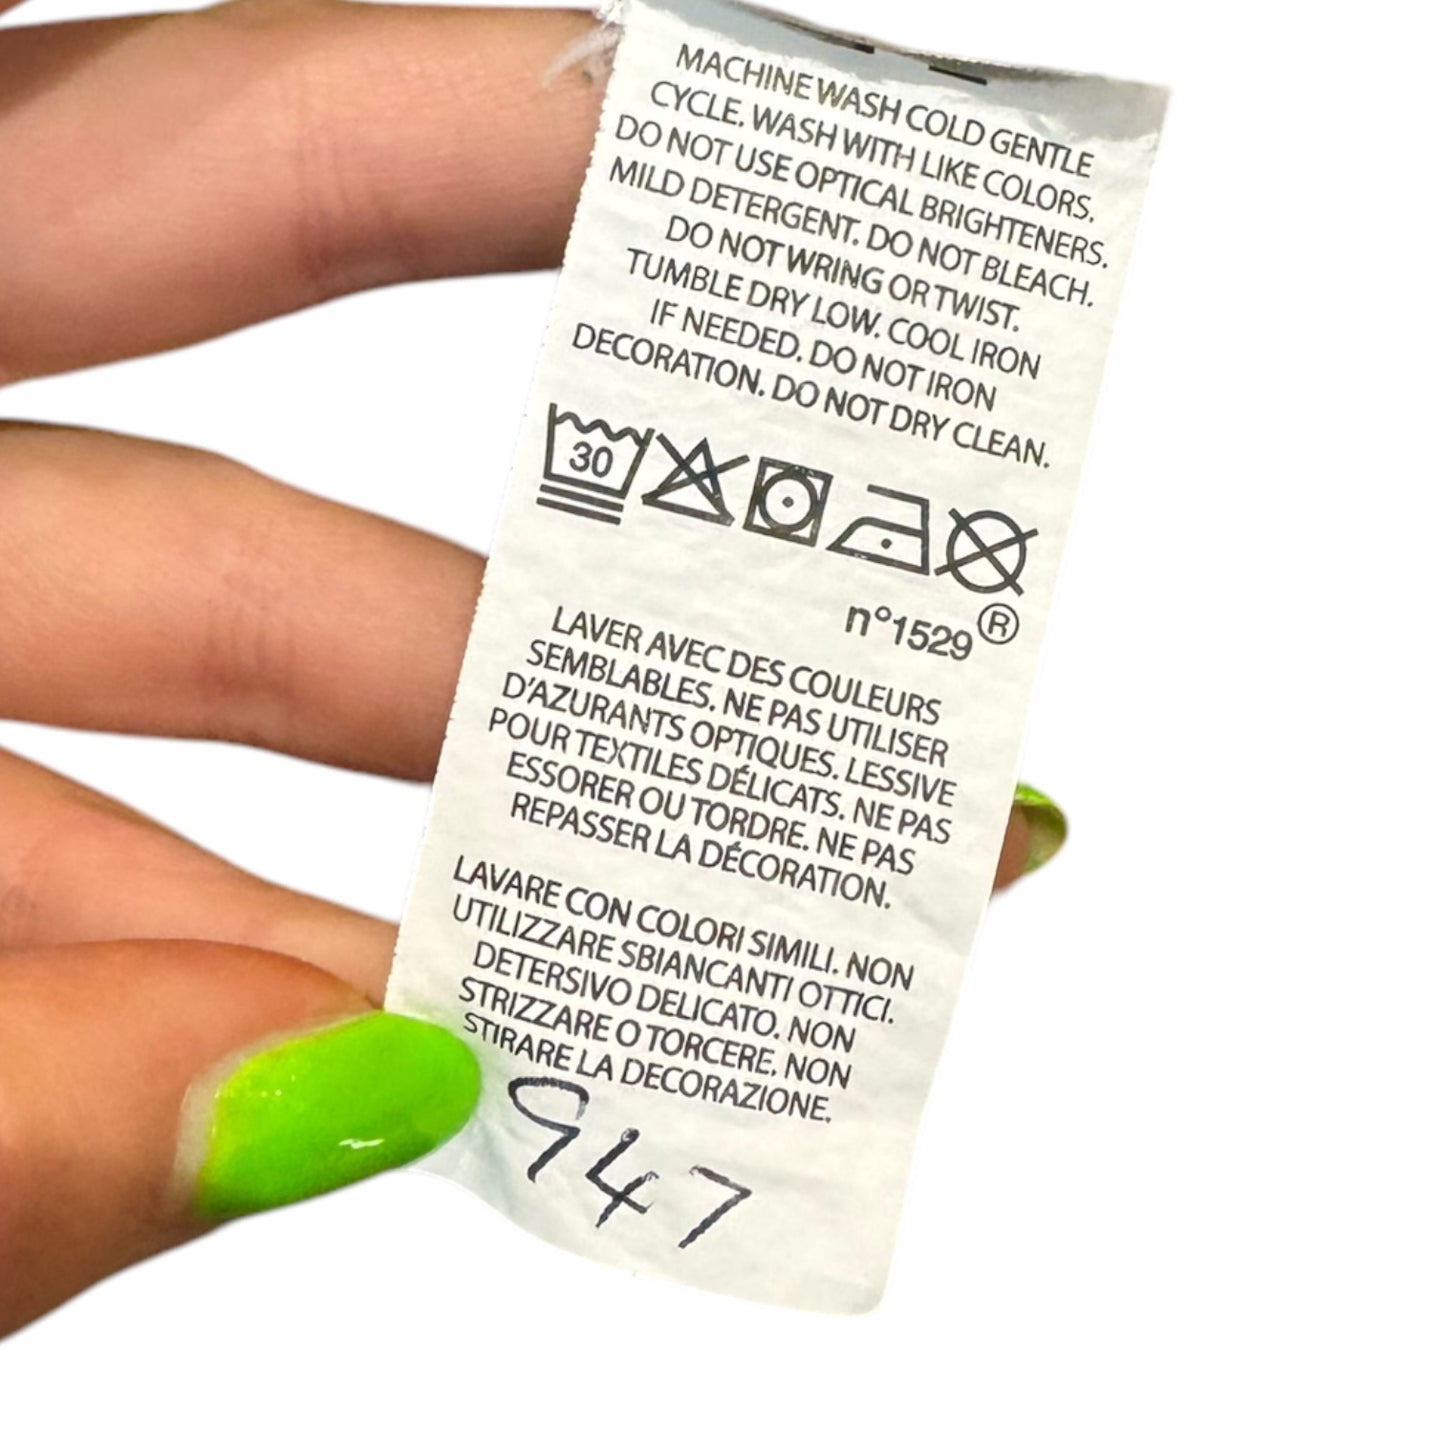 MACHINE WASH COLD GENTLE
CYCLE. WASH WITH LIKE COLORS.
DO NOT USE OPTICAL BRIGHTENERS.
MILD DETERGENT. DO NOT BLEACH.
DO NOT WRING OR TWIST.
TUMBLE DRY LOW. COOL IRON
IF NEEDED. DO NOT IRON
DECORATION. DO NOT DRY CLEAN.
30
n°1529 ®
LAVER AVEC DES COULEURS
SEMBLABLES. NE PAS UTILISER
D'AZURANTS OPTIQUES. LESSIVE
POUR TEXTILES DÉLICATS. NE PAS
ESSORER OU TORDRE. NE PAS
REPASSER LA DÉCORATION.
LAVARE CON COLORI SIMILI. NON
UTILIZZARE SBIANCANTI OTTICI.
DETERSIVO DELICATO. NON
STRIZZARE O TORCERE. NON
STIRARE LA DECORAZIONE.
947